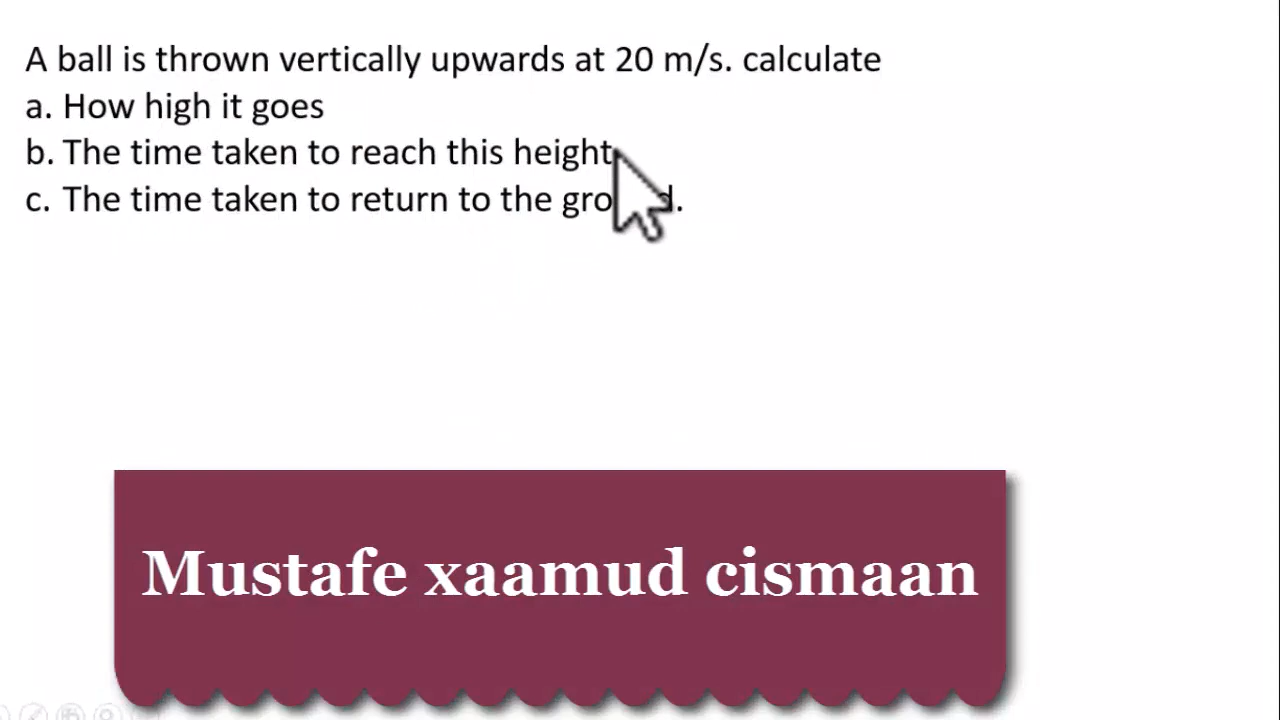 A ball is thrown vertically upwards at 20 m/s. calculate
a. How high it goes
b. The time taken to reach this height
c. The time taken to return to the ground.
Mustafe xaamud cismaan